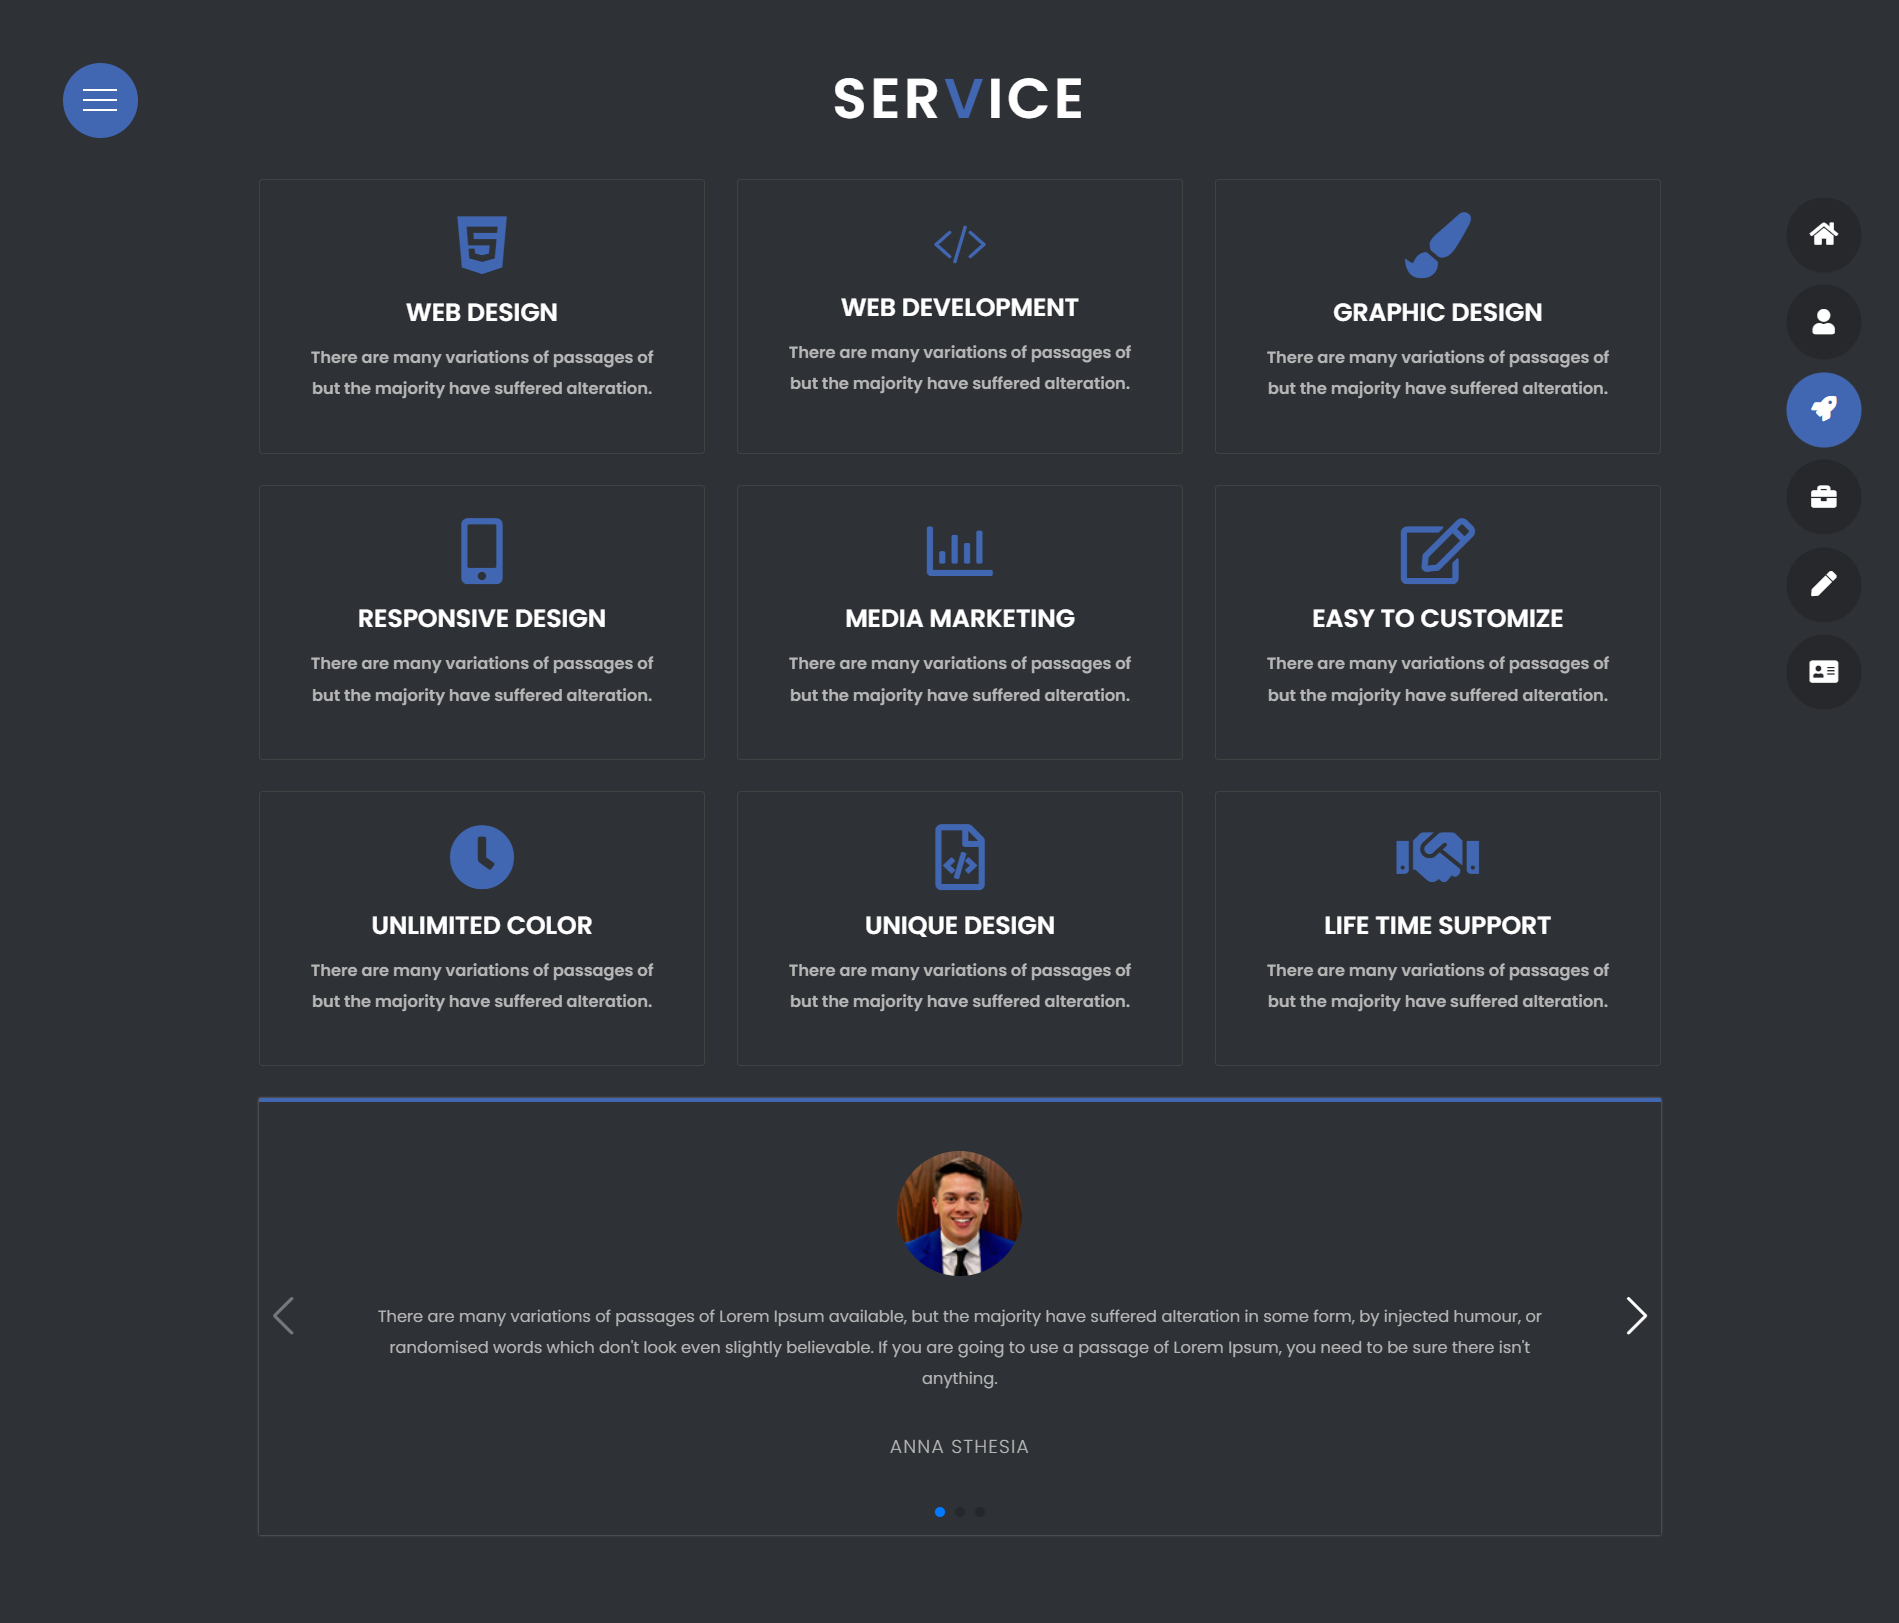 SERVICE
WEB DESIGN
There are many variations of passages of
but the majority have suffered alteration.
WEB DEVELOPMENT
There are many variations of passages of
but the majority have suffered alteration.
GRAPHIC DESIGN
There are many variations of passages of
but the majority have suffered alteration.
RESPONSIVE DESIGN
There are many variations of passages of
but the majority have suffered alteration.
MEDIA MARKETING
There are many variations of passages of
but the majority have suffered alteration.
EASY TO CUSTOMIZE
There are many variations of passages of
but the majority have suffered alteration.
UNLIMITED COLOR
There are many variations of passages of
but the majority have suffered alteration.
UNIQUE DESIGN
There are many variations of passages of
but the majority have suffered alteration.
LIFE TIME SUPPORT
There are many variations of passages of
but the majority have suffered alteration.
There are many variations of passages of Lorem Ipsum available, but the majority have suffered alteration in some form, by injected humour, or
randomised words which don't look even slightly believable. If you are going to use a passage of Lorem Ipsum, you need to be sure there isn't
anything.
ANNA STHESIA